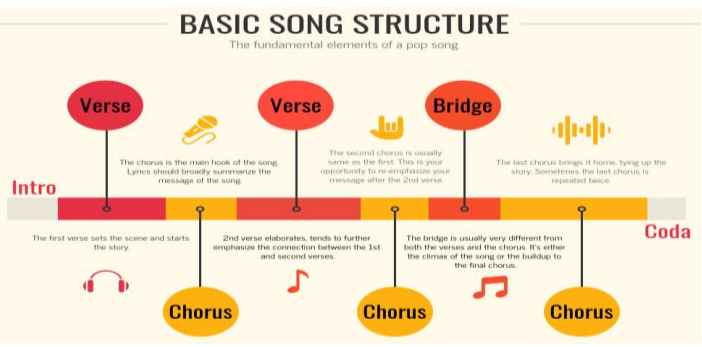 BASIC SONG STRUCTURE
The fundamental elements of a pop song
Verse
Verse
Bridge
The chorus is the main hook of the song.
Lyrics should broadly summarize the
message of the song.
The second chorus is usually
same as the first. This is your
opportunity to re-emphasize your
message after the 2nd verse.
The last chorus brings it home, tying up the
story. Sometimes the last chorus is
repeated twice.
Intro
Coda
The first verse sets the scene and starts
the story.
2nd verse elaborates, tends to further
emphasize the connection between the 1st
and second verses.
The bridge is usually very different from
both the verses and the chorus. It's either
the climax of the song or the buildup to
the final chorus.
Chorus
Chorus
Chorus